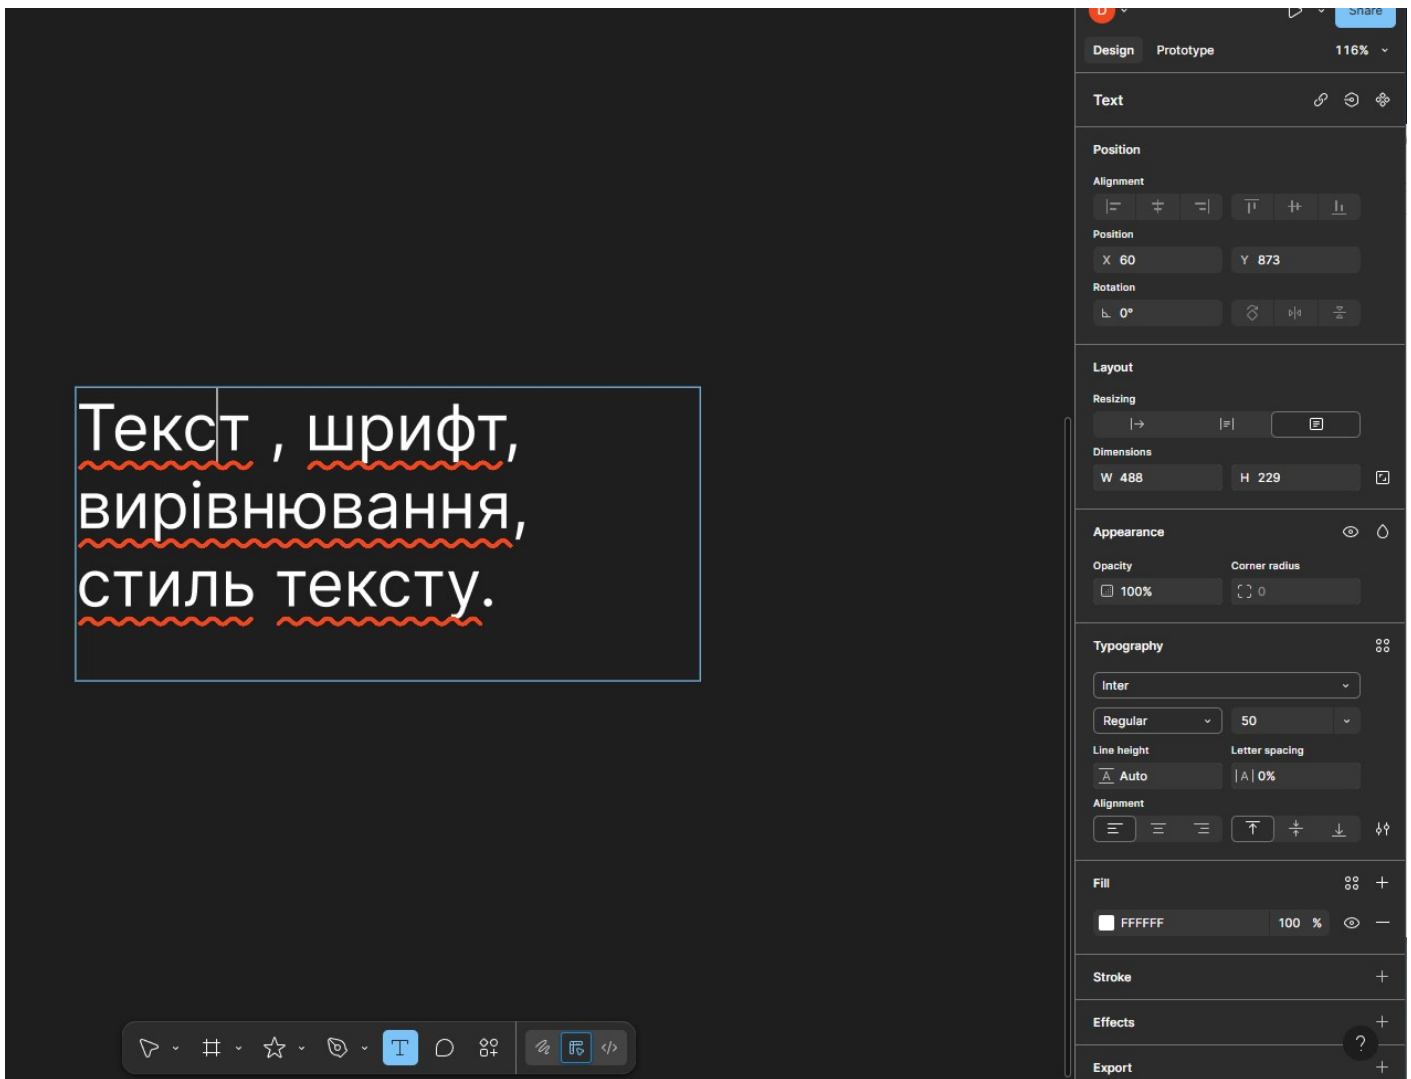 D
Share
Design Prototype 116%
Text
Position
Alignment
Position
X 60 Y 873
Rotation
0°
Layout
Resizing
Dimensions
W 488 H 229
Appearance
Opacity Corner radius
100% 0
Typography
Inter
Regular 50
Line height Letter spacing
A Auto |A| 0%
Alignment
Fill
FFFFFF 100 %
Stroke
Effects
?
Export
Текст , шрифт,
вирівнювання,
стиль тексту.
T